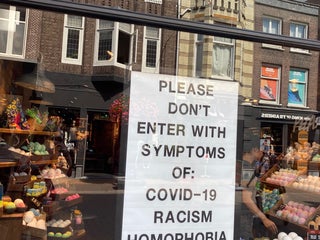 PLEASE
DON'T
ENTER WITH
SYMPTOMS
OF:
COVID-19
RACISM
HOMOPHOBIA